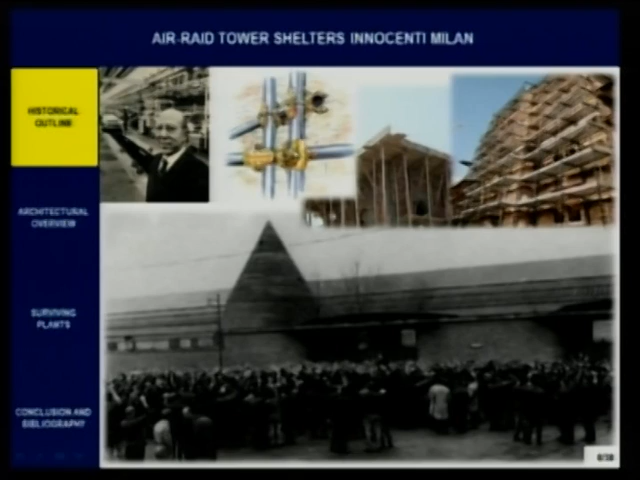 AIR-RAID TOWER SHELTERS INNOCENTI MILAN
HISTORICAL
OUTLINE
ARCHITECTURAL
OVERVIEW
SURVIVING
PLANTS
CONCLUSION AND
BIBLIOGRAPHY